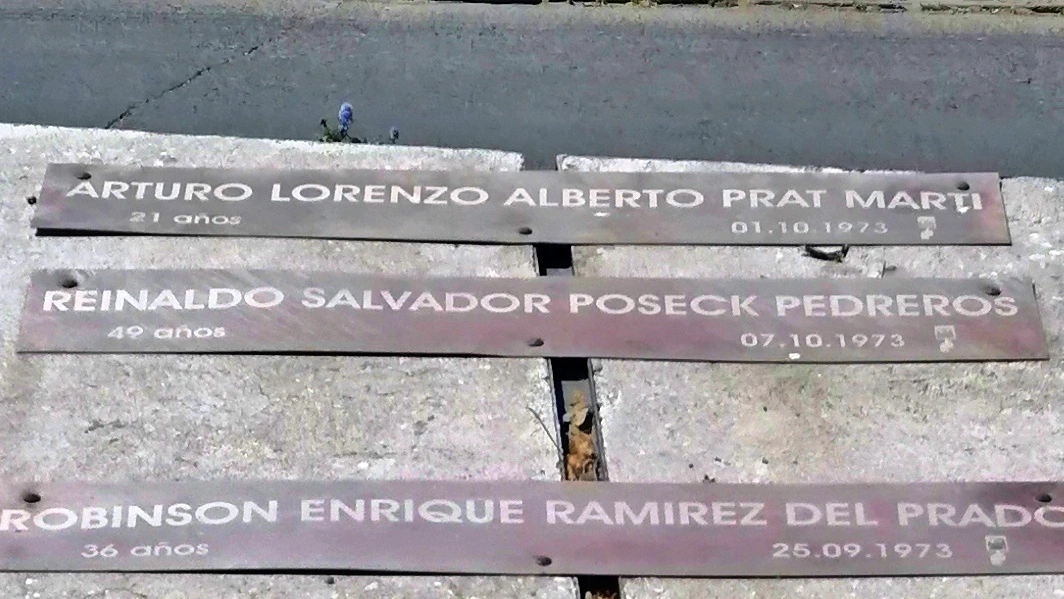 ARTURO LORENZO ALBERTO PRAT MARTI
21 años 01.10.1973
REINALDO SALVADOR POSECK PEDREROS
49 años 07.10.1973
ROBINSON ENRIQUE RAMIREZ DEL PRADO
36 años 25.09.1973